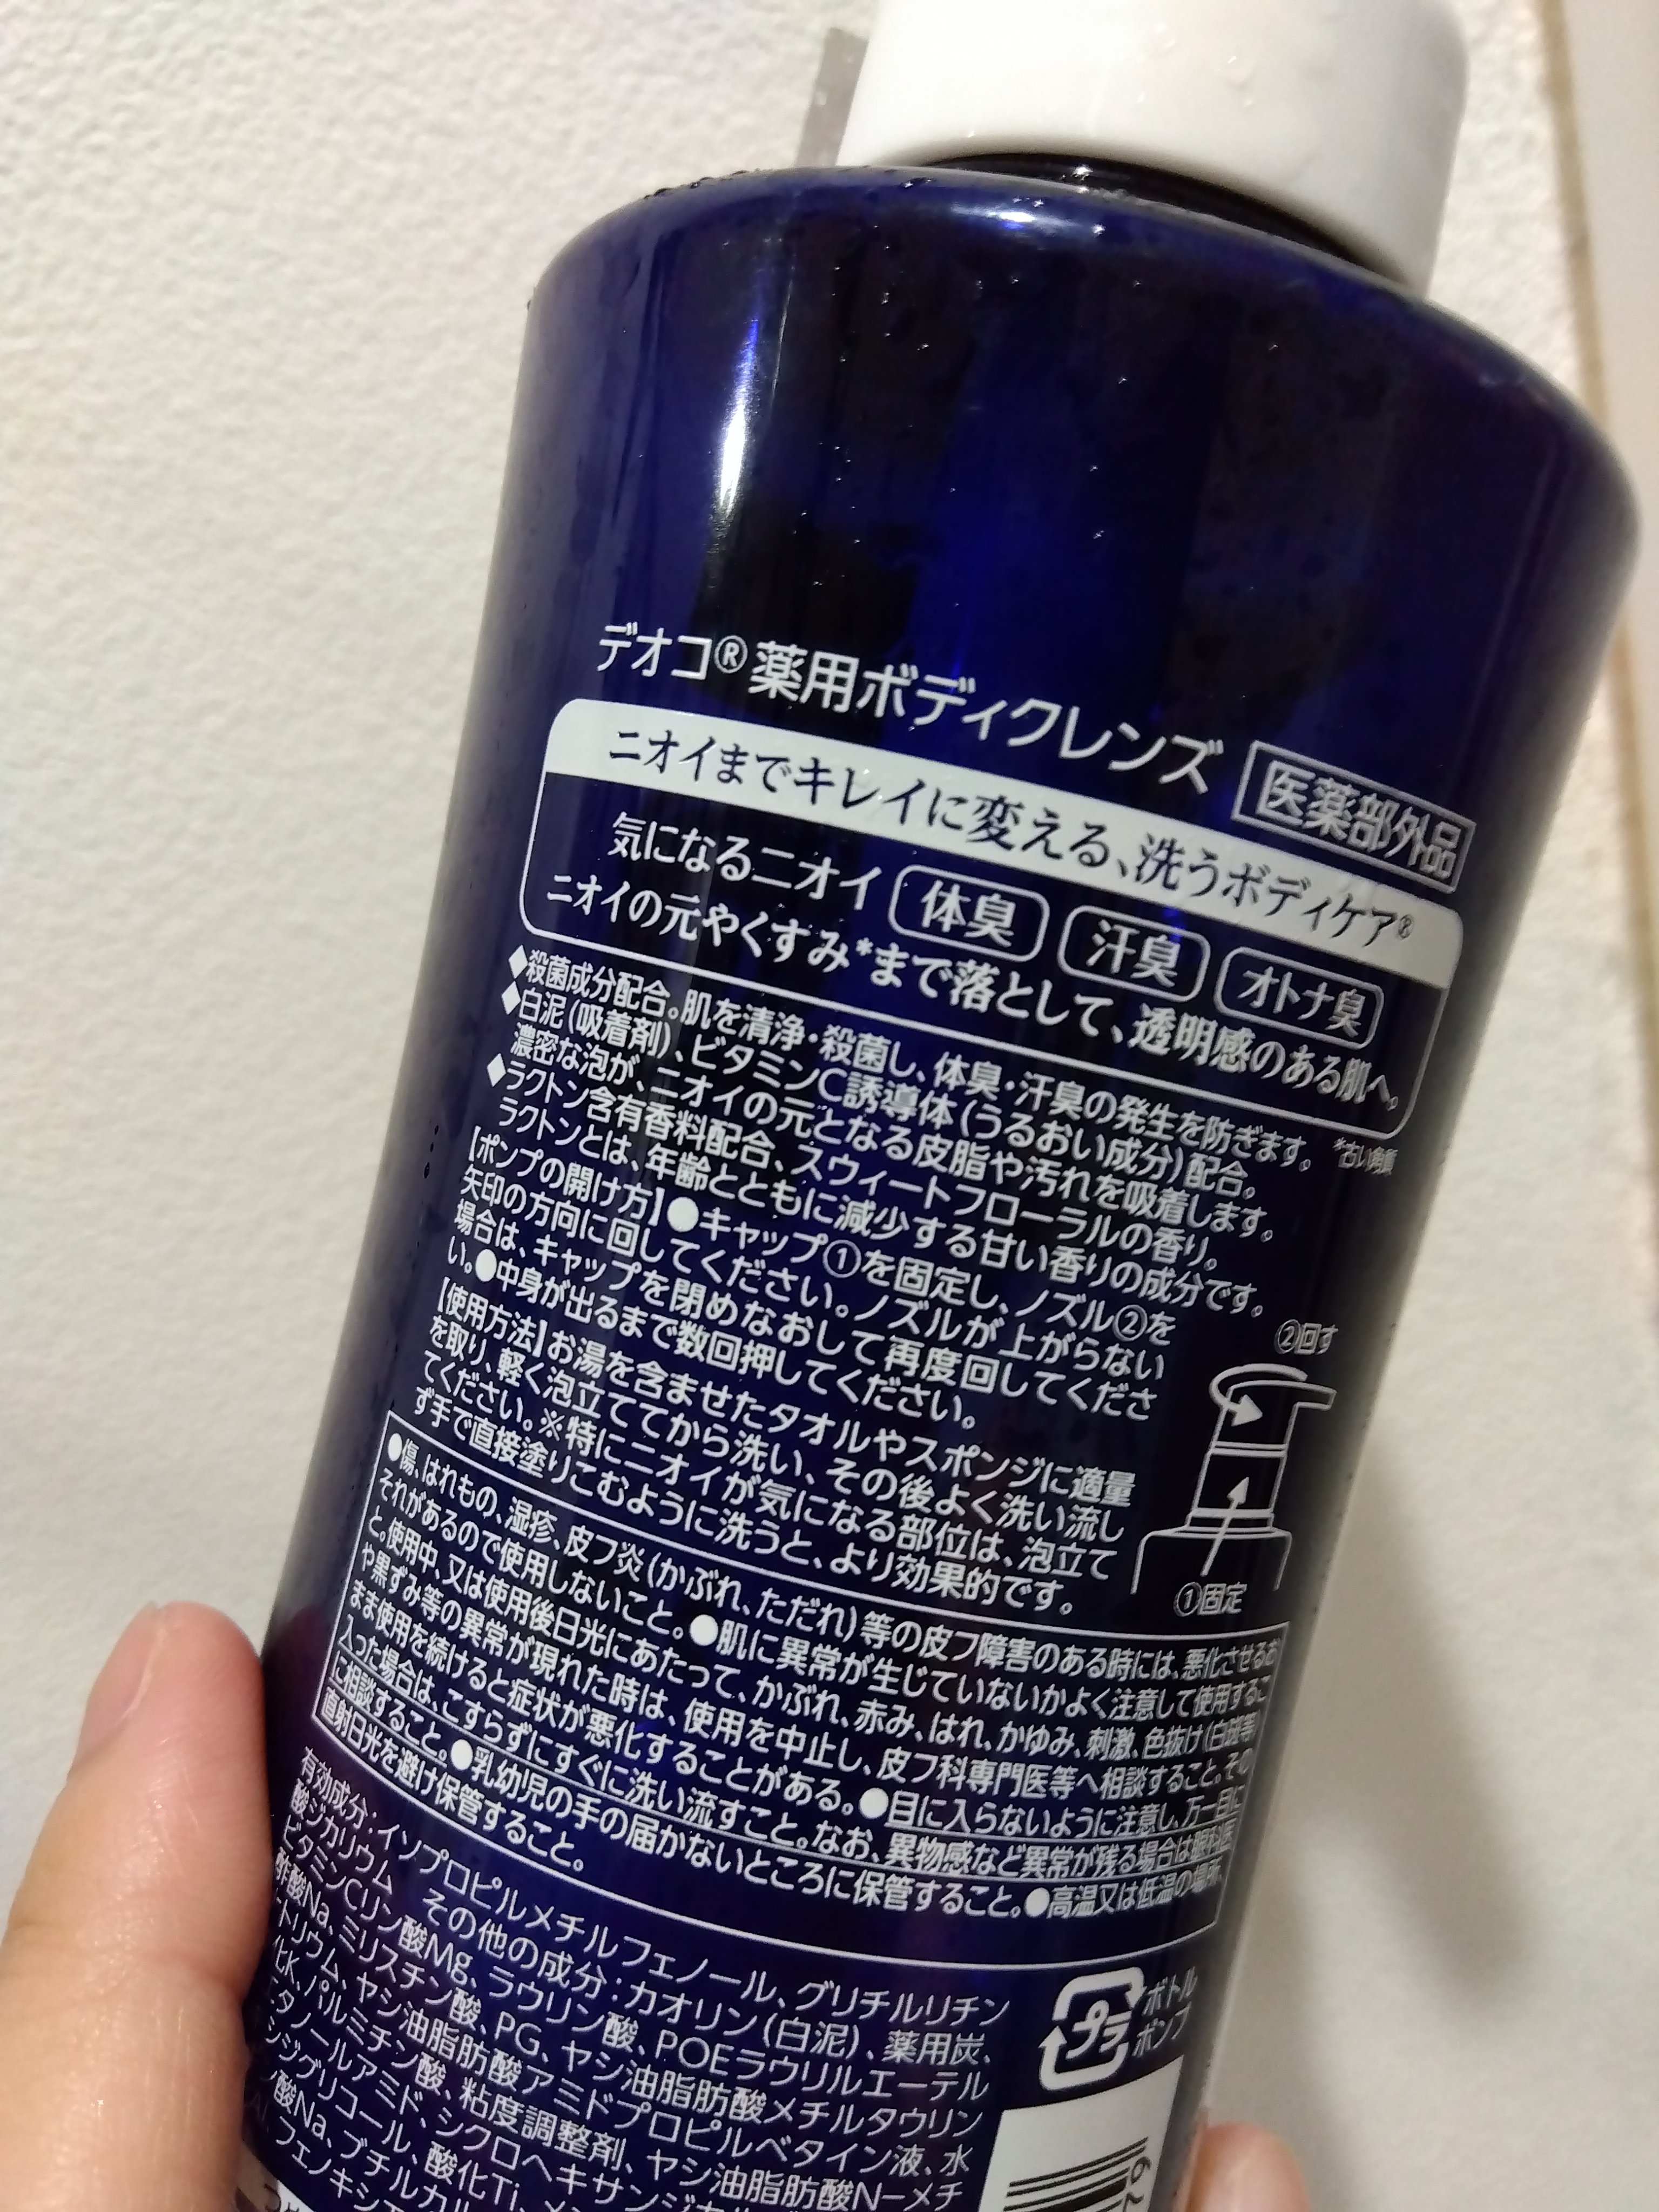 デオコ®薬用ボディクレンズ 医薬部外品
ニオイまでキレイに変える、洗うボディケア®
気になるニオイ 体臭 汗臭 オトナ臭
ニオイの元やくすみ*まで落として、透明感のある肌へ。
*古い角質
◆殺菌成分配合。肌を清浄・殺菌し、体臭・汗臭の発生を防ぎます。
◆白泥(吸着剤)、ビタミンC誘導体(うるおい成分)配合。
濃密な泡が、ニオイの元となる皮脂や汚れを吸着します。
◆ラクトン含有香料配合、スウィートフローラルの香り。
ラクトンとは、年齢とともに減少する甘い香りの成分です。
【ポンプの開け方】●キャップ①を固定し、ノズル②を
矢印の方向に回してください。ノズルが上がらない
場合は、キャップを閉めなおして再度回してくださ
い。●中身が出るまで数回押してください。
②回す
①固定
【使用方法】お湯を含ませたタオルやスポンジに適量
を取り、軽く泡立ててから洗い、その後よく洗い流し
てください。※特にニオイが気になる部位は、泡立て
ず手で直接塗りこむように洗うと、より効果的です。
●傷、はれもの、湿疹、皮フ炎(かぶれ、ただれ)等の皮フ障害のある時には、悪化させるお
それがあるので使用しないこと。●肌に異常が生じていないかよく注意して使用するこ
と。使用中、又は使用後日光にあたって、かぶれ、赤み、はれ、かゆみ、刺激、色抜け(白斑等)
や黒ずみ等の異常が現れた時は、使用を中止し、皮フ科専門医等へ相談すること。その
まま使用を続けると症状が悪化することがある。●目に入らないように注意し、万一目に
入った場合は、こすらずにすぐに洗い流すこと。なお、異物感など異常が残る場合は眼科医
に相談すること。●乳幼児の手の届かないところに保管すること。●高温又は低温の場所、
直射日光を避け保管すること。
有効成分:イソプロピルメチルフェノール、グリチルリチン
酸ジカリウム その他の成分:カオリン(白泥)、薬用炭、
ビタミンCリン酸Mg、ラウリン酸、POEラウリルエーテル
酢酸Na、ミリスチン酸、PG、ヤシ油脂肪酸メチルタウリン
トリウム、ヤシ油脂肪酸アミドプロピルベタイン液、水
化K、パルミチン酸、粘度調整剤、ヤシ油脂肪酸N-メチ
タノールアミド、シクロヘキサンジカ
ジグリコール、酸化Ti、
酸Na、ブチルカル
フェノキシ
プラ
ボトル
ポンプ